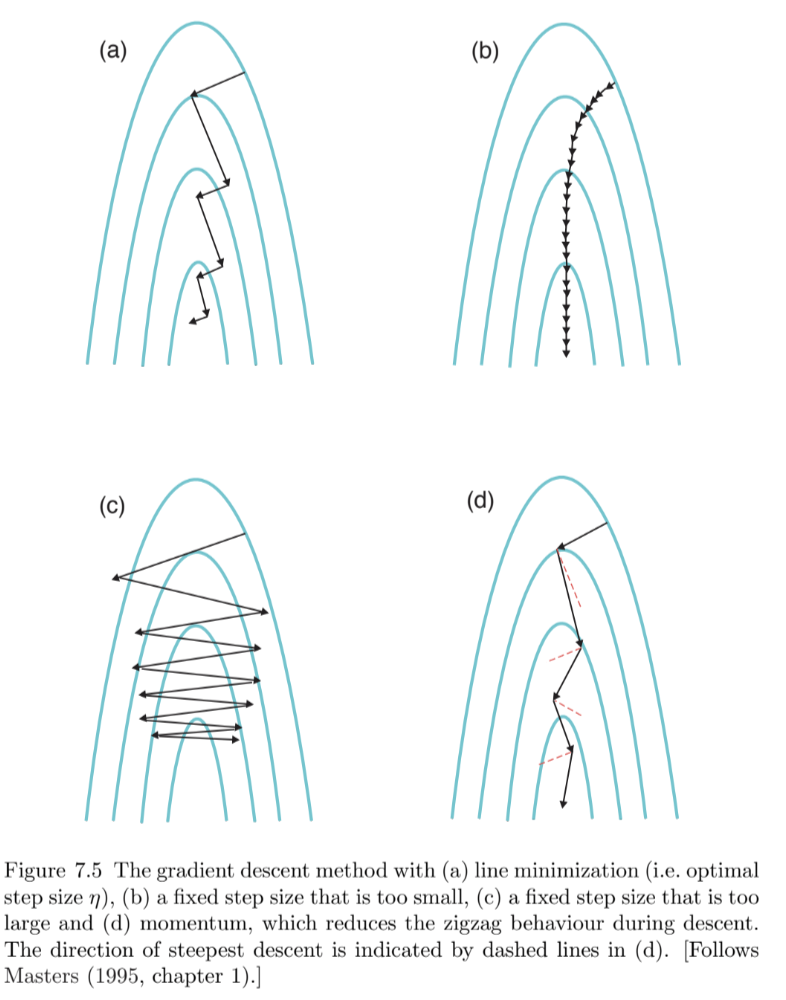 (a)
(b)
(c)
(d)
Figure 7.5 The gradient descent method with (a) line minimization (i.e. optimal
step size η), (b) a fixed step size that is too small, (c) a fixed step size that is too
large and (d) momentum, which reduces the zigzag behaviour during descent.
The direction of steepest descent is indicated by dashed lines in (d). [Follows
Masters (1995, chapter 1).]